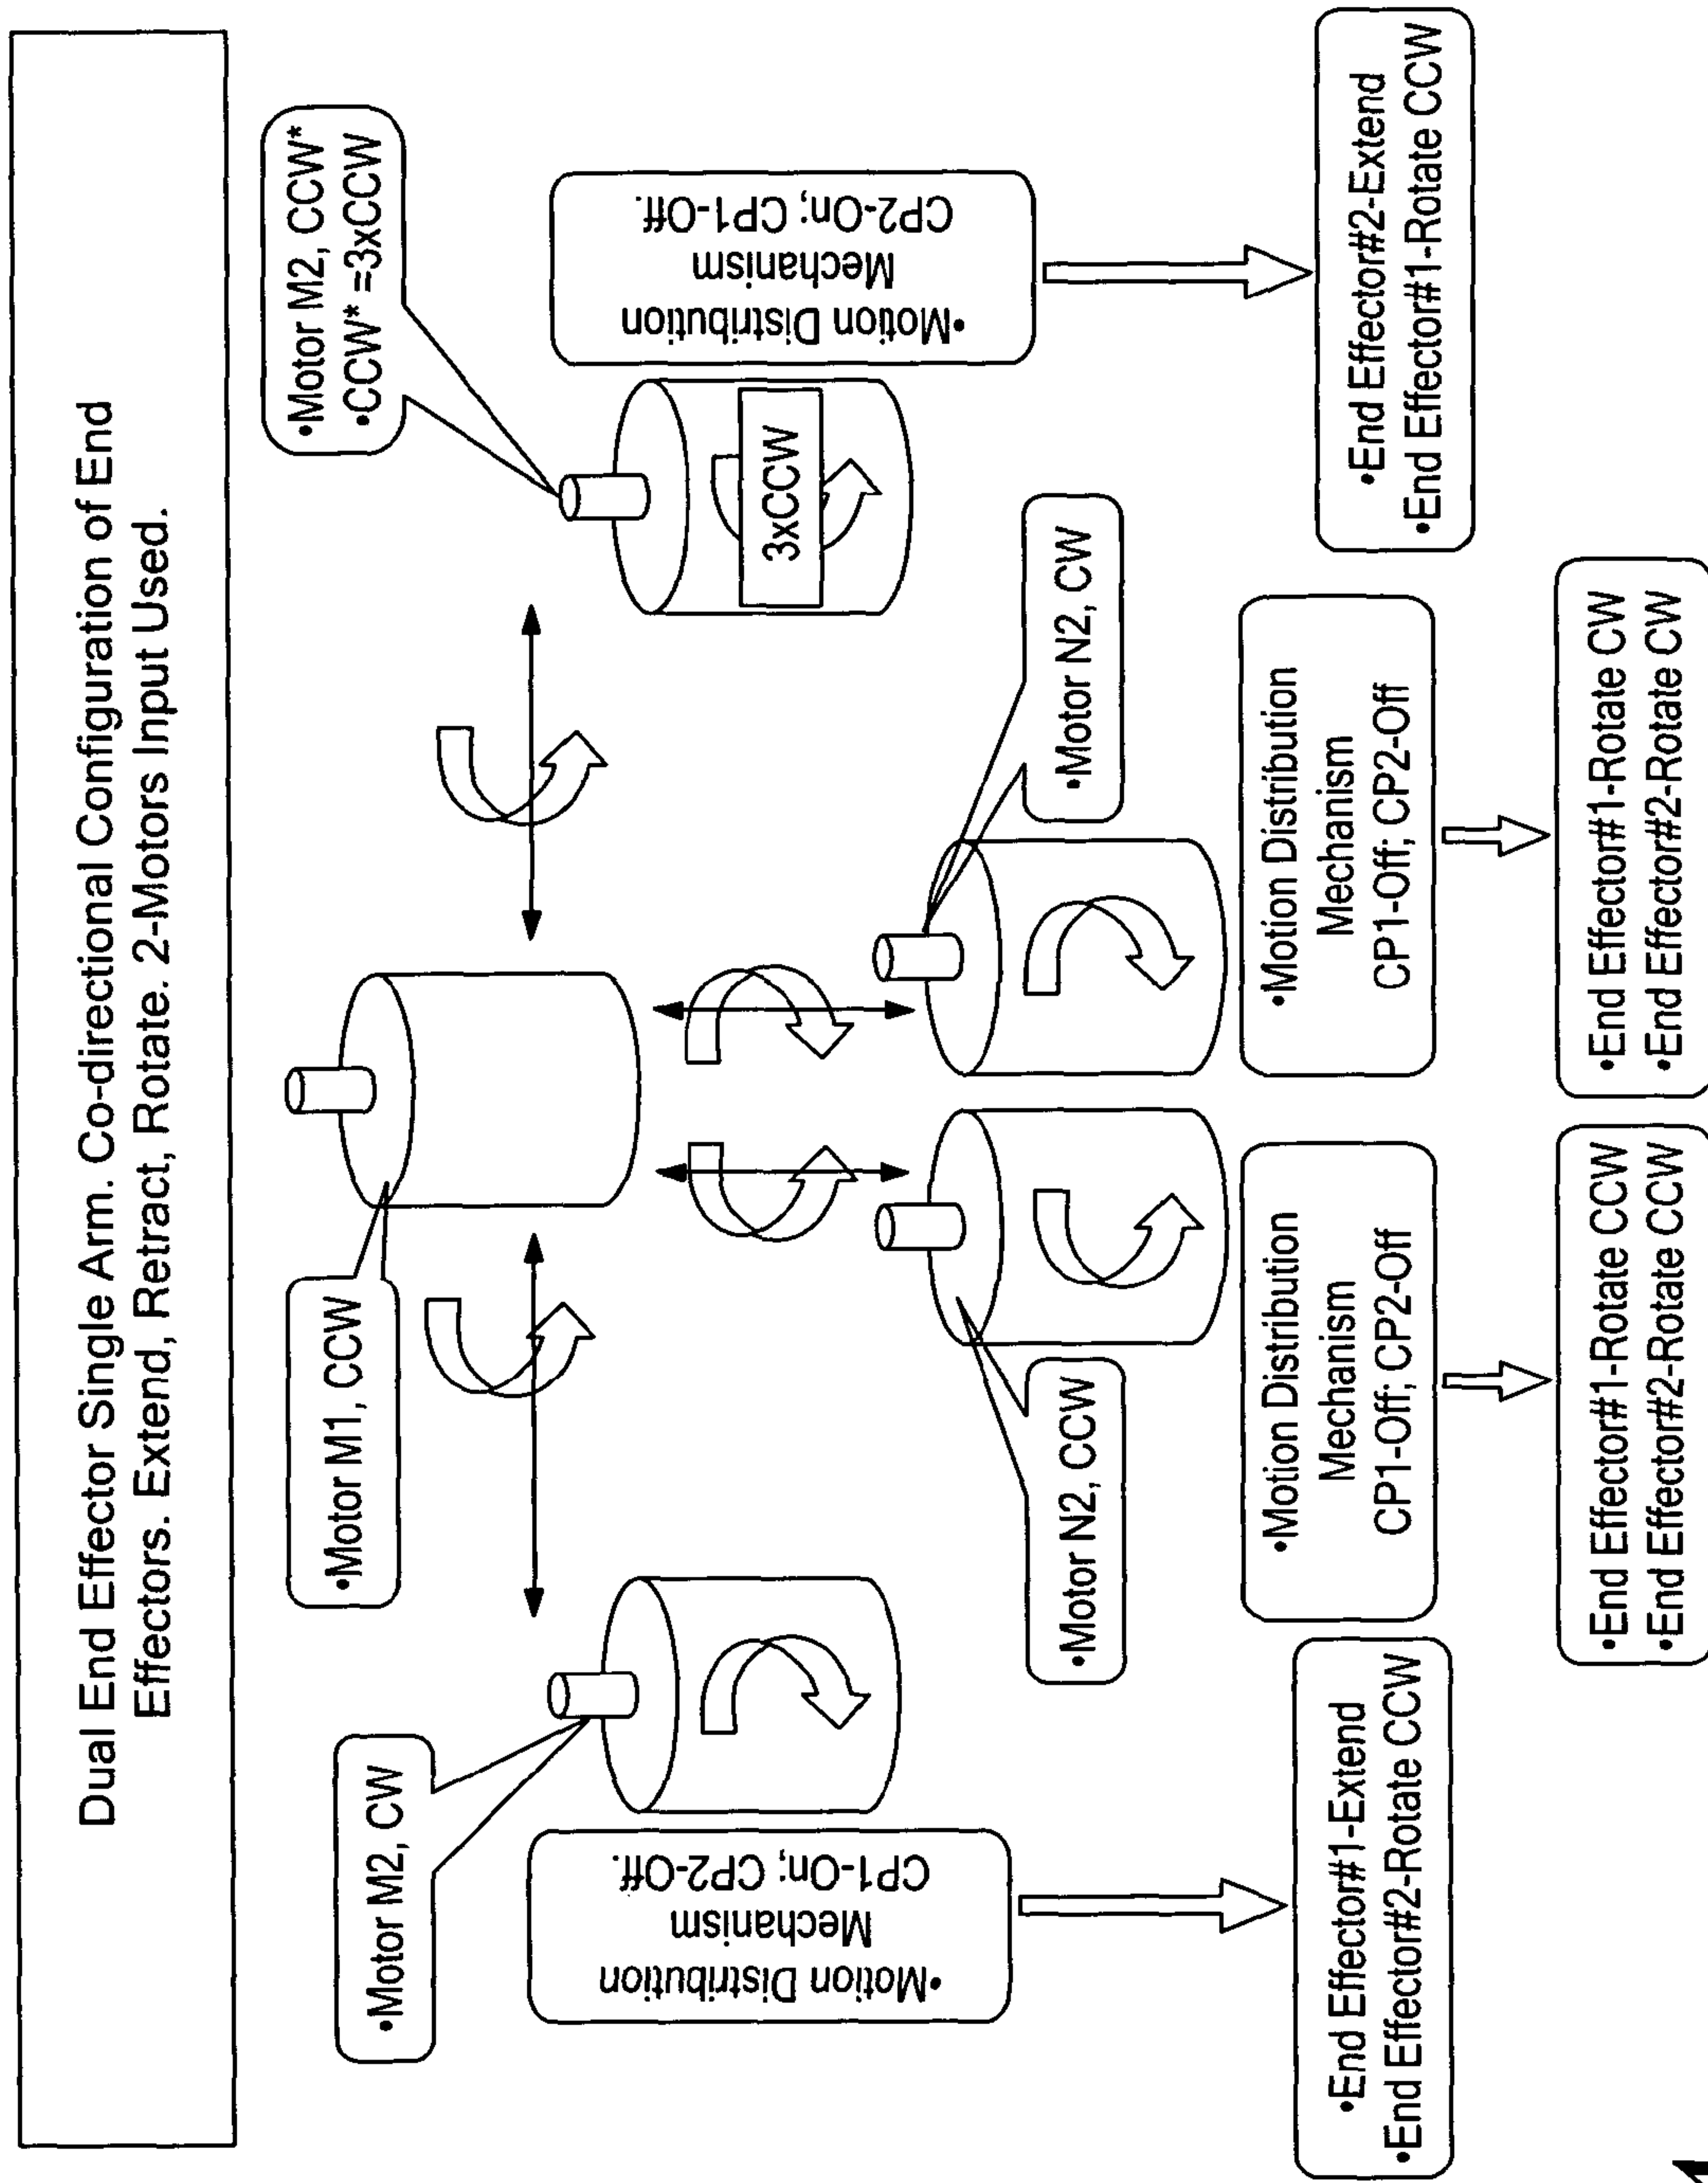 Dual End Effector Single Arm. Co-directional Configuration of End
Effectors. Extend, Retract, Rotate. 2-Motors Input Used.
•Motor M1, CCW
•Motor M2, CW
•Motor M2, CCW*
•CCW* =3xCCW
3xCCW
•Motion Distribution
Mechanism
CP1-On; CP2-Off.
•Motion Distribution
Mechanism
CP2-On; CP1-Off.
•Motor N2, CCW
•Motor N2, CW
•Motion Distribution
Mechanism
CP1-Off; CP2-Off
•Motion Distribution
Mechanism
CP1-Off; CP2-Off
•End Effector#1-Extend
•End Effector#2-Rotate CCW
•End Effector#1-Rotate CCW
•End Effector#2-Rotate CCW
•End Effector#1-Rotate CW
•End Effector#2-Rotate CW
•End Effector#2-Extend
•End Effector#1-Rotate CCW